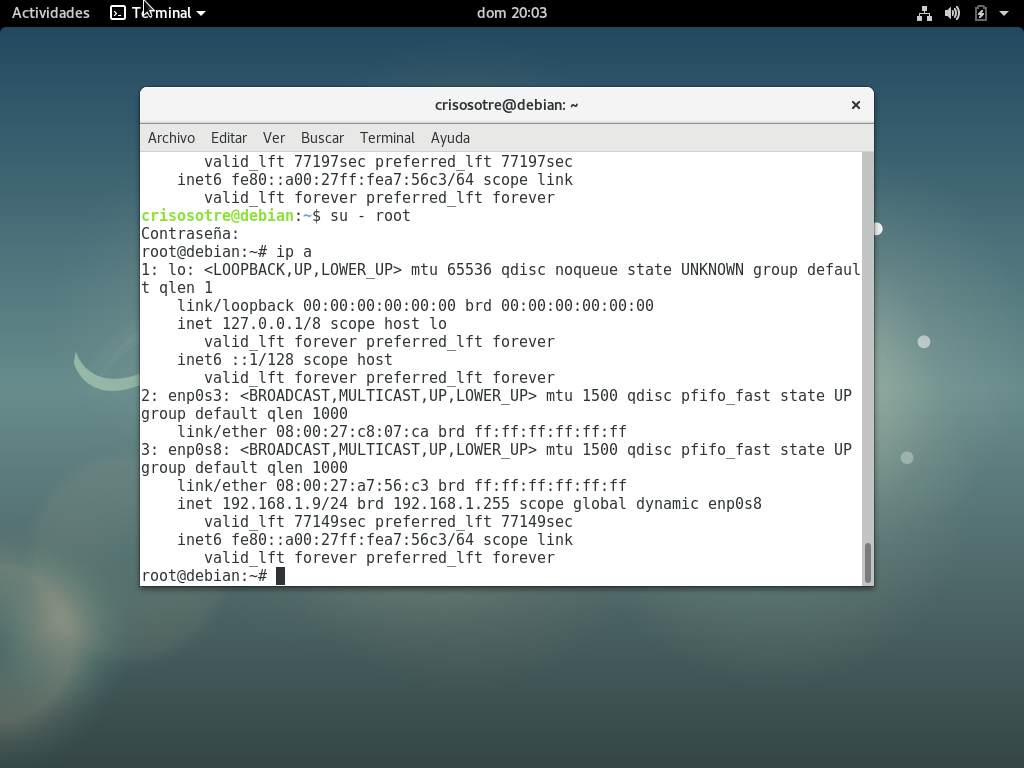 Actividades Terminal dom 20:03
crisosotre@debian: ~ ×
Archivo Editar Ver Buscar Terminal Ayuda
valid_lft 77197sec preferred_lft 77197sec
inet6 fe80::a00:27ff:fea7:56c3/64 scope link
valid_lft forever preferred_lft forever
crisosotre@debian:~$ su - root
Contraseña:
root@debian:~# ip a
1: lo: <LOOPBACK,UP,LOWER_UP> mtu 65536 qdisc noqueue state UNKNOWN group defaul
t qlen 1
link/loopback 00:00:00:00:00:00 brd 00:00:00:00:00:00
inet 127.0.0.1/8 scope host lo
valid_lft forever preferred_lft forever
inet6 ::1/128 scope host
valid_lft forever preferred_lft forever
2: enp0s3: <BROADCAST,MULTICAST,UP,LOWER_UP> mtu 1500 qdisc pfifo_fast state UP
group default qlen 1000
link/ether 08:00:27:c8:07:ca brd ff:ff:ff:ff:ff:ff
3: enp0s8: <BROADCAST,MULTICAST,UP,LOWER_UP> mtu 1500 qdisc pfifo_fast state UP
group default qlen 1000
link/ether 08:00:27:a7:56:c3 brd ff:ff:ff:ff:ff:ff
inet 192.168.1.9/24 brd 192.168.1.255 scope global dynamic enp0s8
valid_lft 77149sec preferred_lft 77149sec
inet6 fe80::a00:27ff:fea7:56c3/64 scope link
valid_lft forever preferred_lft forever
root@debian:~#